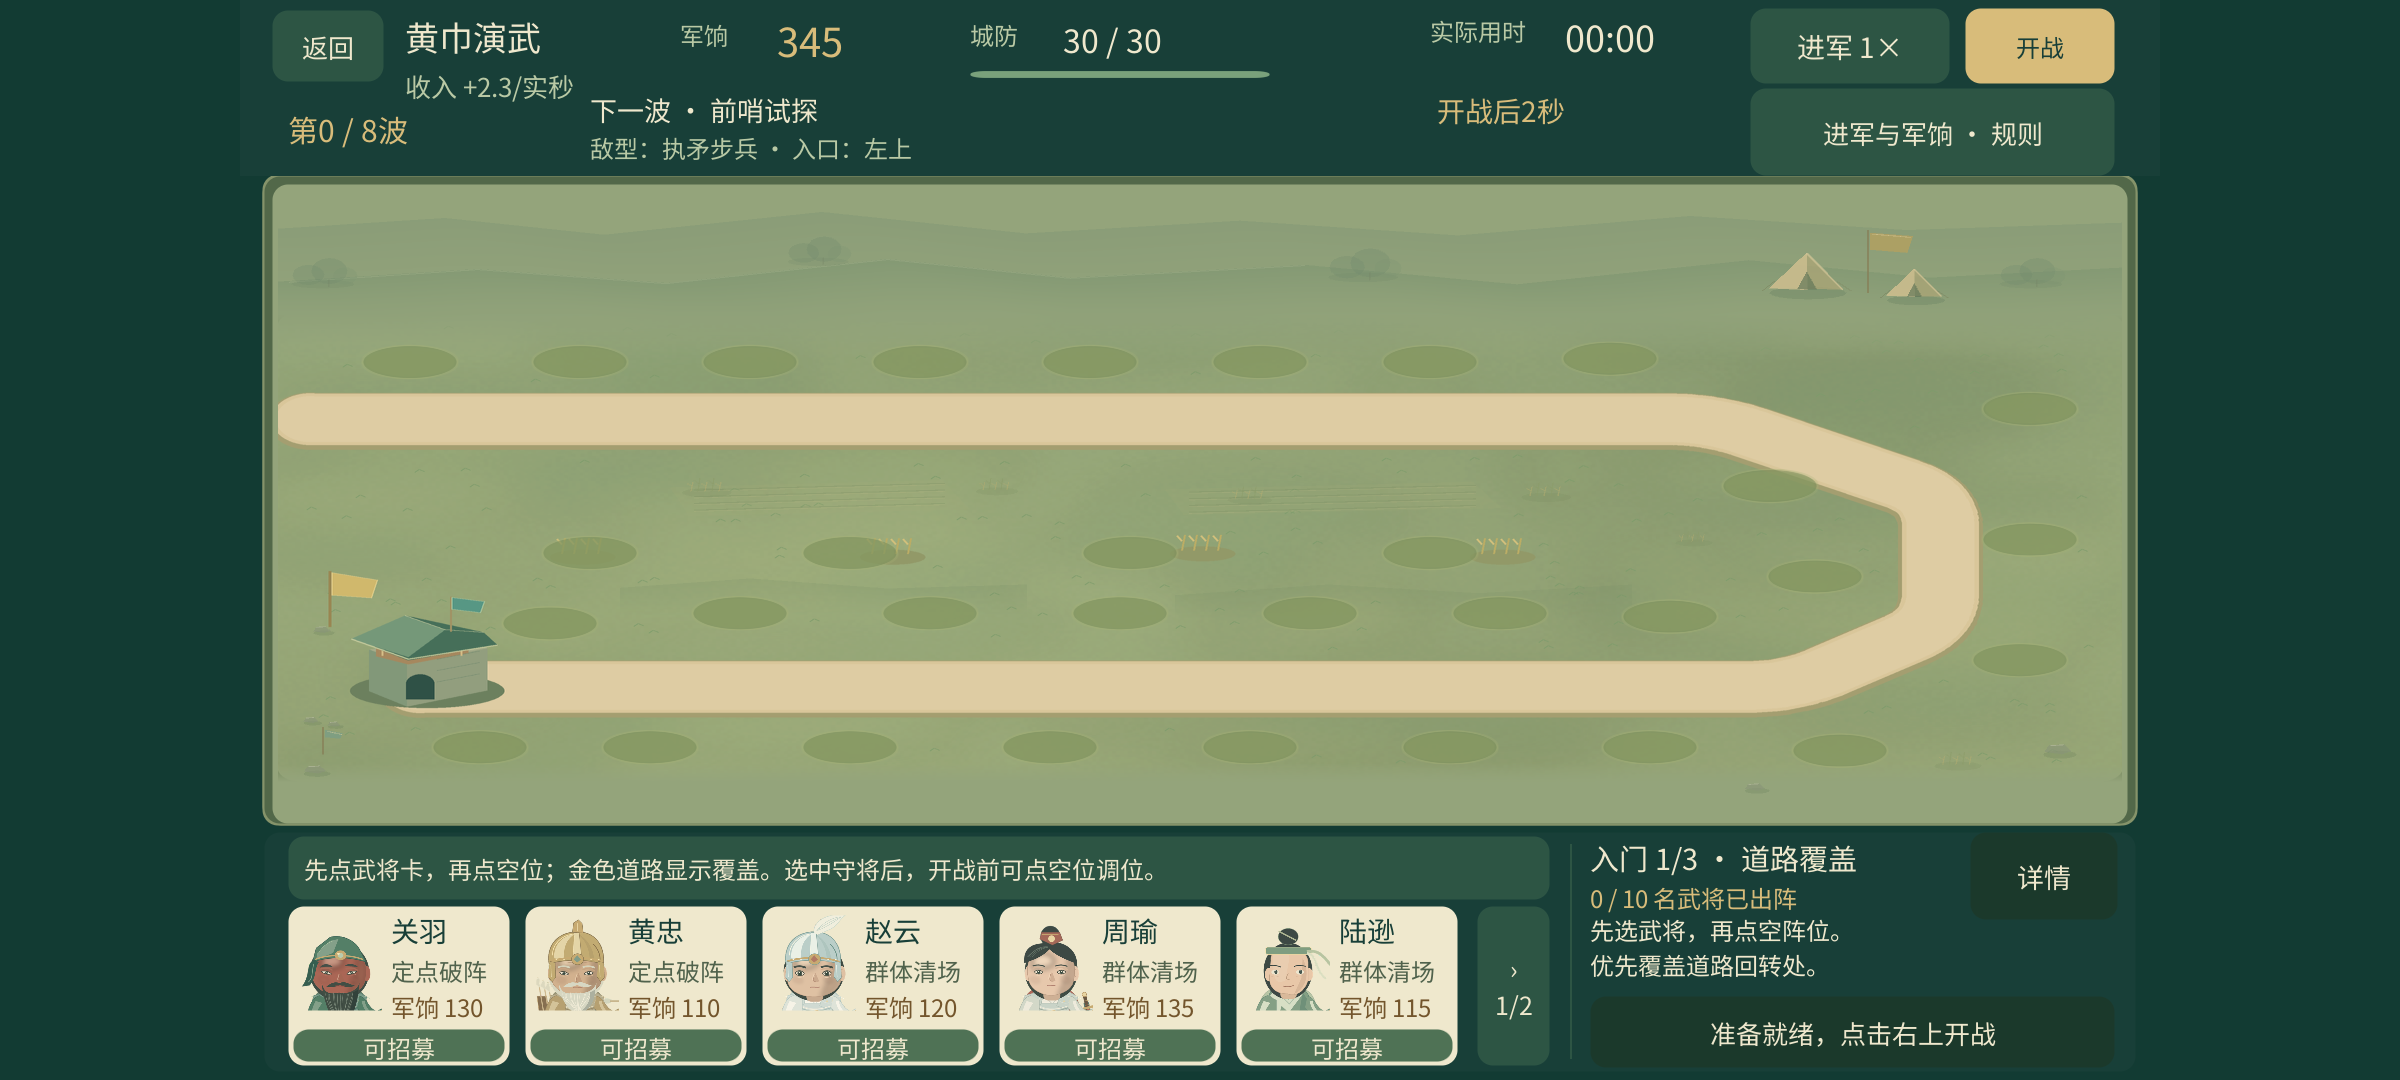 返回
黄巾演武
收入 +2.3/实秒
军饷 345
城防 30 / 30
实际用时 00:00
进军 1×
开战
第0 / 8波
下一波 · 前哨试探
敌型：执矛步兵 · 入口：左上
开战后2秒
进军与军饷 · 规则
先点武将卡，再点空位；金色道路显示覆盖。选中守将后，开战前可点空位调位。
关羽
定点破阵
军饷 130
可招募
黄忠
定点破阵
军饷 110
可招募
赵云
群体清场
军饷 120
可招募
周瑜
群体清场
军饷 135
可招募
陆逊
群体清场
军饷 115
可招募
›
1/2
入门 1/3 · 道路覆盖
0 / 10 名武将已出阵
先选武将，再点空阵位。
优先覆盖道路回转处。
详情
准备就绪，点击右上开战